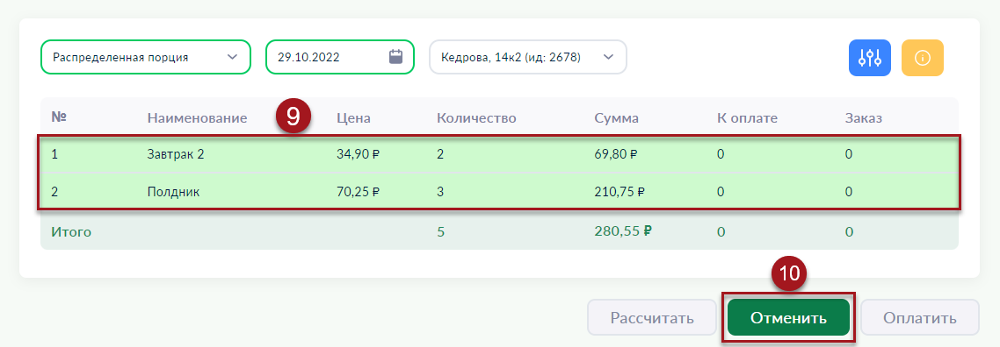 Распределенная порция 29.10.2022 Кедрова, 14к2 (ид: 2678)
9
№ Наименование Цена Количество Сумма К оплате Заказ
1 Завтрак 2 34,90 ₽ 2 69,80 ₽ 0 0
2 Полдник 70,25 ₽ 3 210,75 ₽ 0 0
Итого 5 280,55 ₽ 0 0
10
Рассчитать Отменить Оплатить